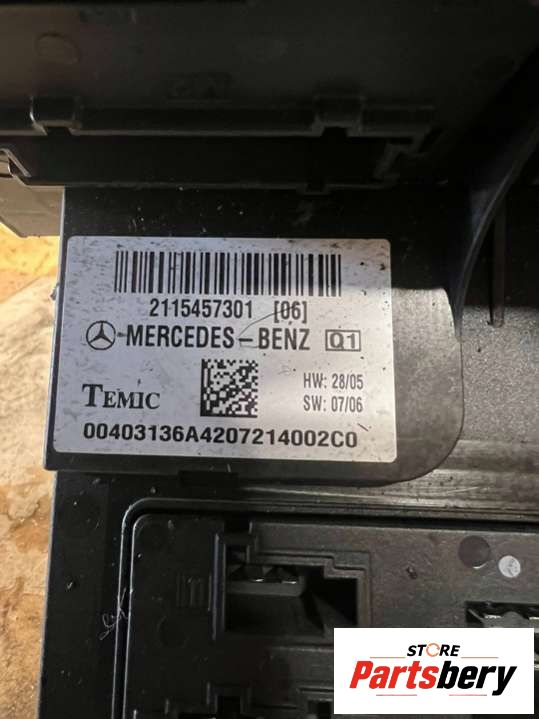 2115457301 [06]
MERCEDES-BENZ Q1
TEMIC
HW: 28/05
SW: 07/06
00403136A4207214002C0
STORE
Partsbery